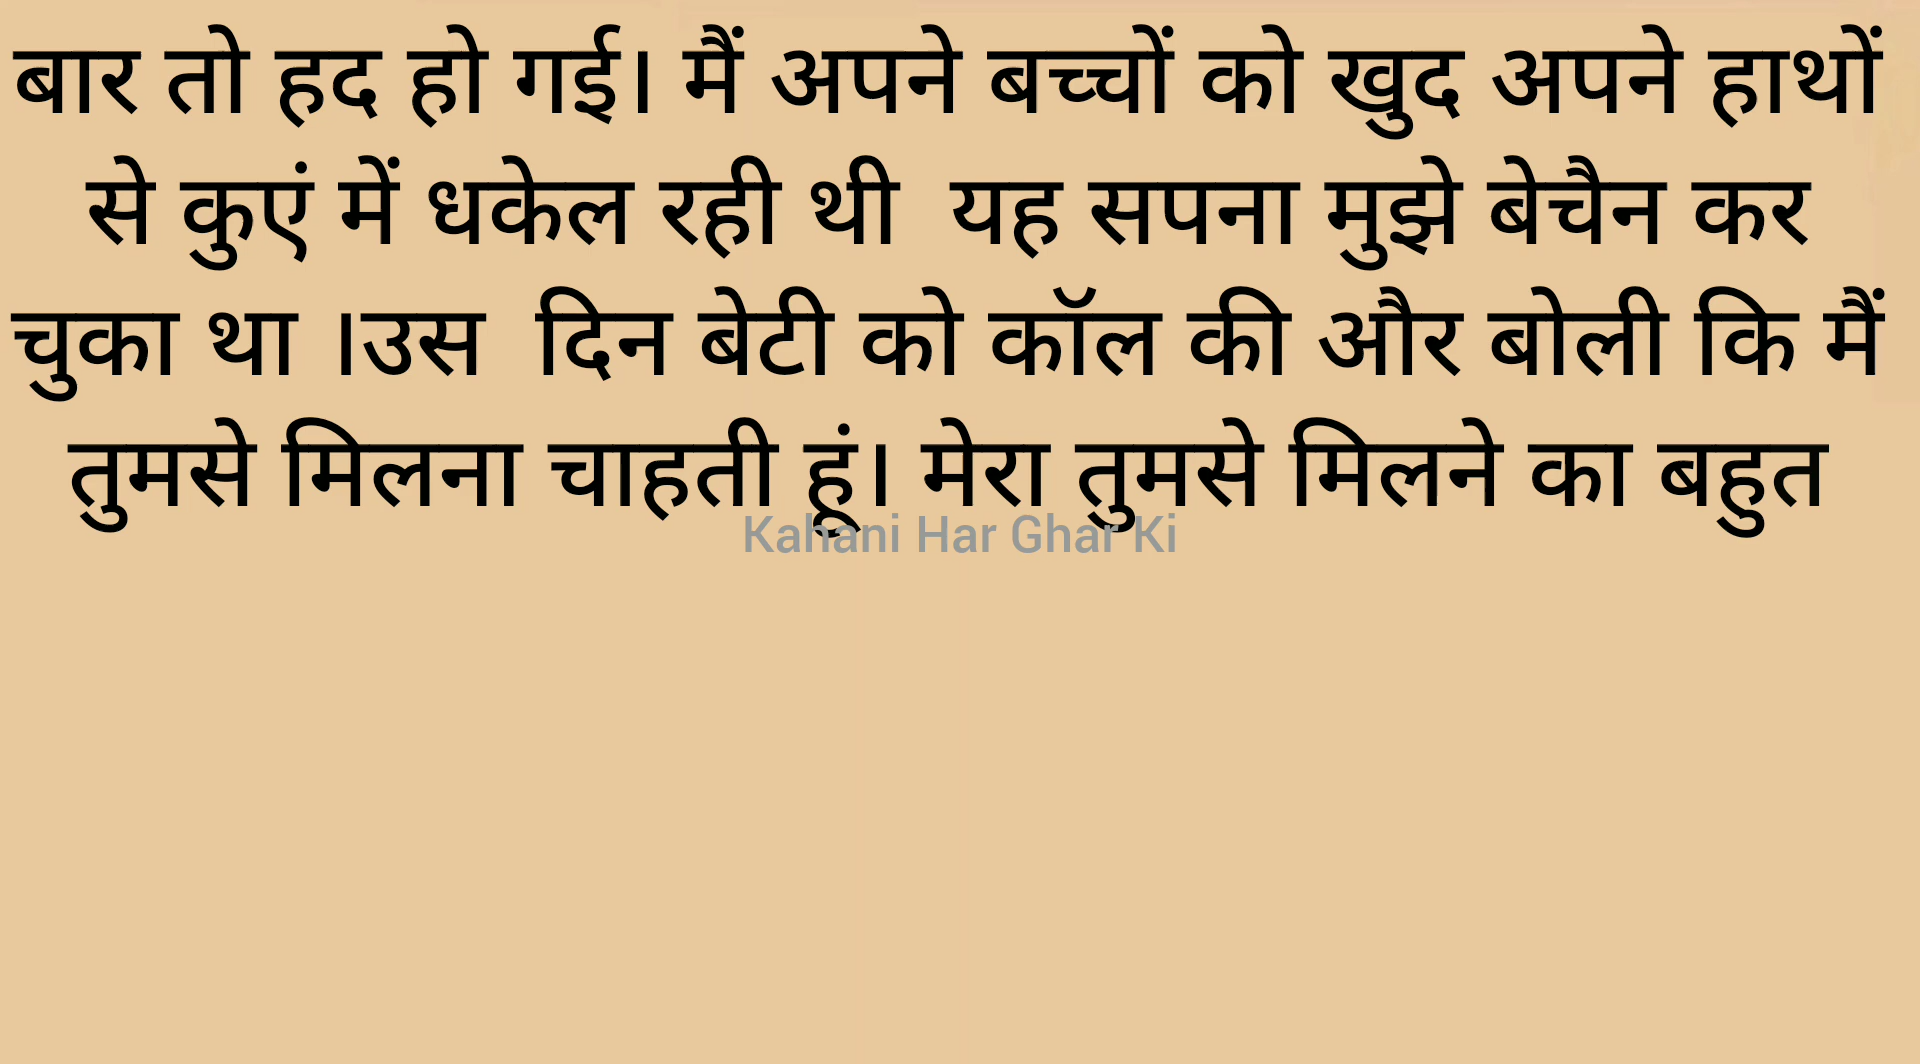 बार तो हद हो गई। मैं अपने बच्चों को खुद अपने हाथों
से कुएं में धकेल रही थी  यह सपना मुझे बेचैन कर
चुका था ।उस  दिन बेटी को कॉल की और बोली कि मैं
तुमसे मिलना चाहती हूं। मेरा तुमसे मिलने का बहुत
Kahani Har Ghar Ki